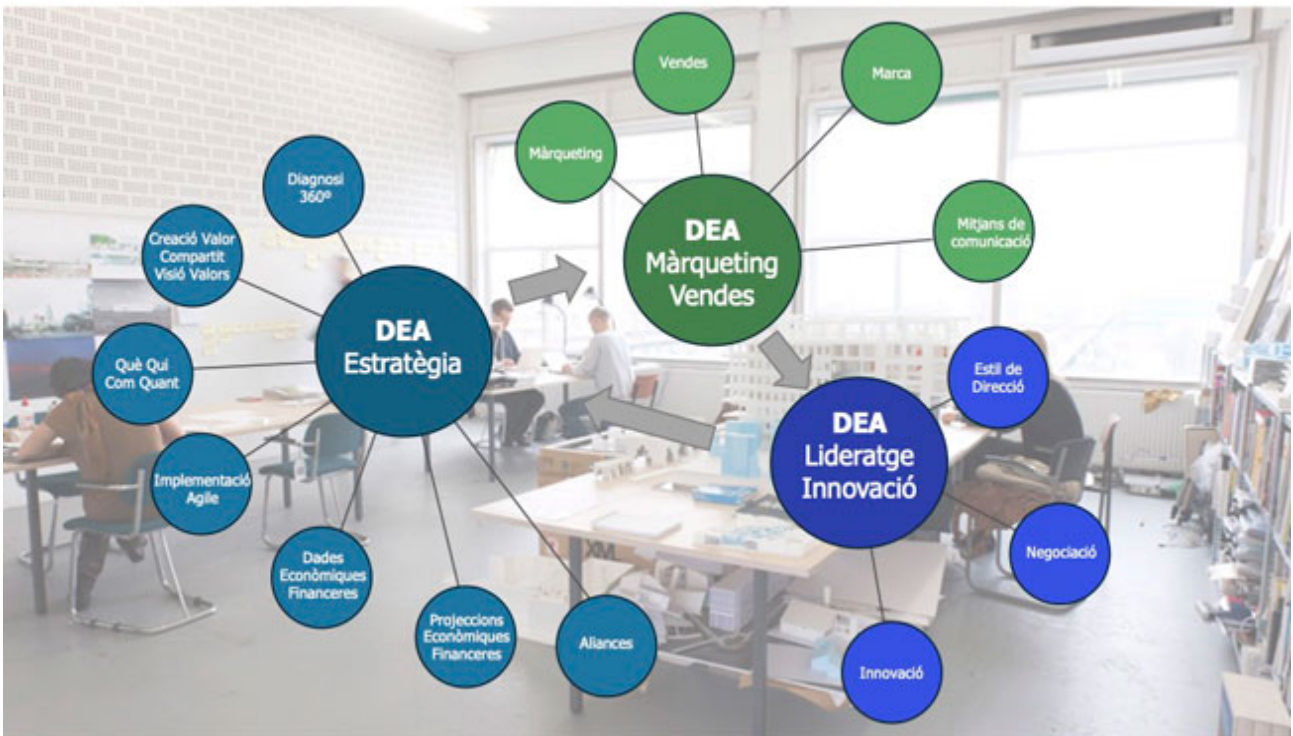 DEA
Estratègia
Diagnosi
360º
Creació Valor
Compartit
Visió Valors
Què Qui
Com Quant
Implementació
Agile
Dades
Econòmiques
Financeres
Projeccions
Econòmiques
Financeres
Aliances
DEA
Màrqueting
Vendes
Màrqueting
Vendes
Marca
Mitjans de
comunicació
DEA
Lideratge
Innovació
Estil de
Direcció
Negociació
Innovació